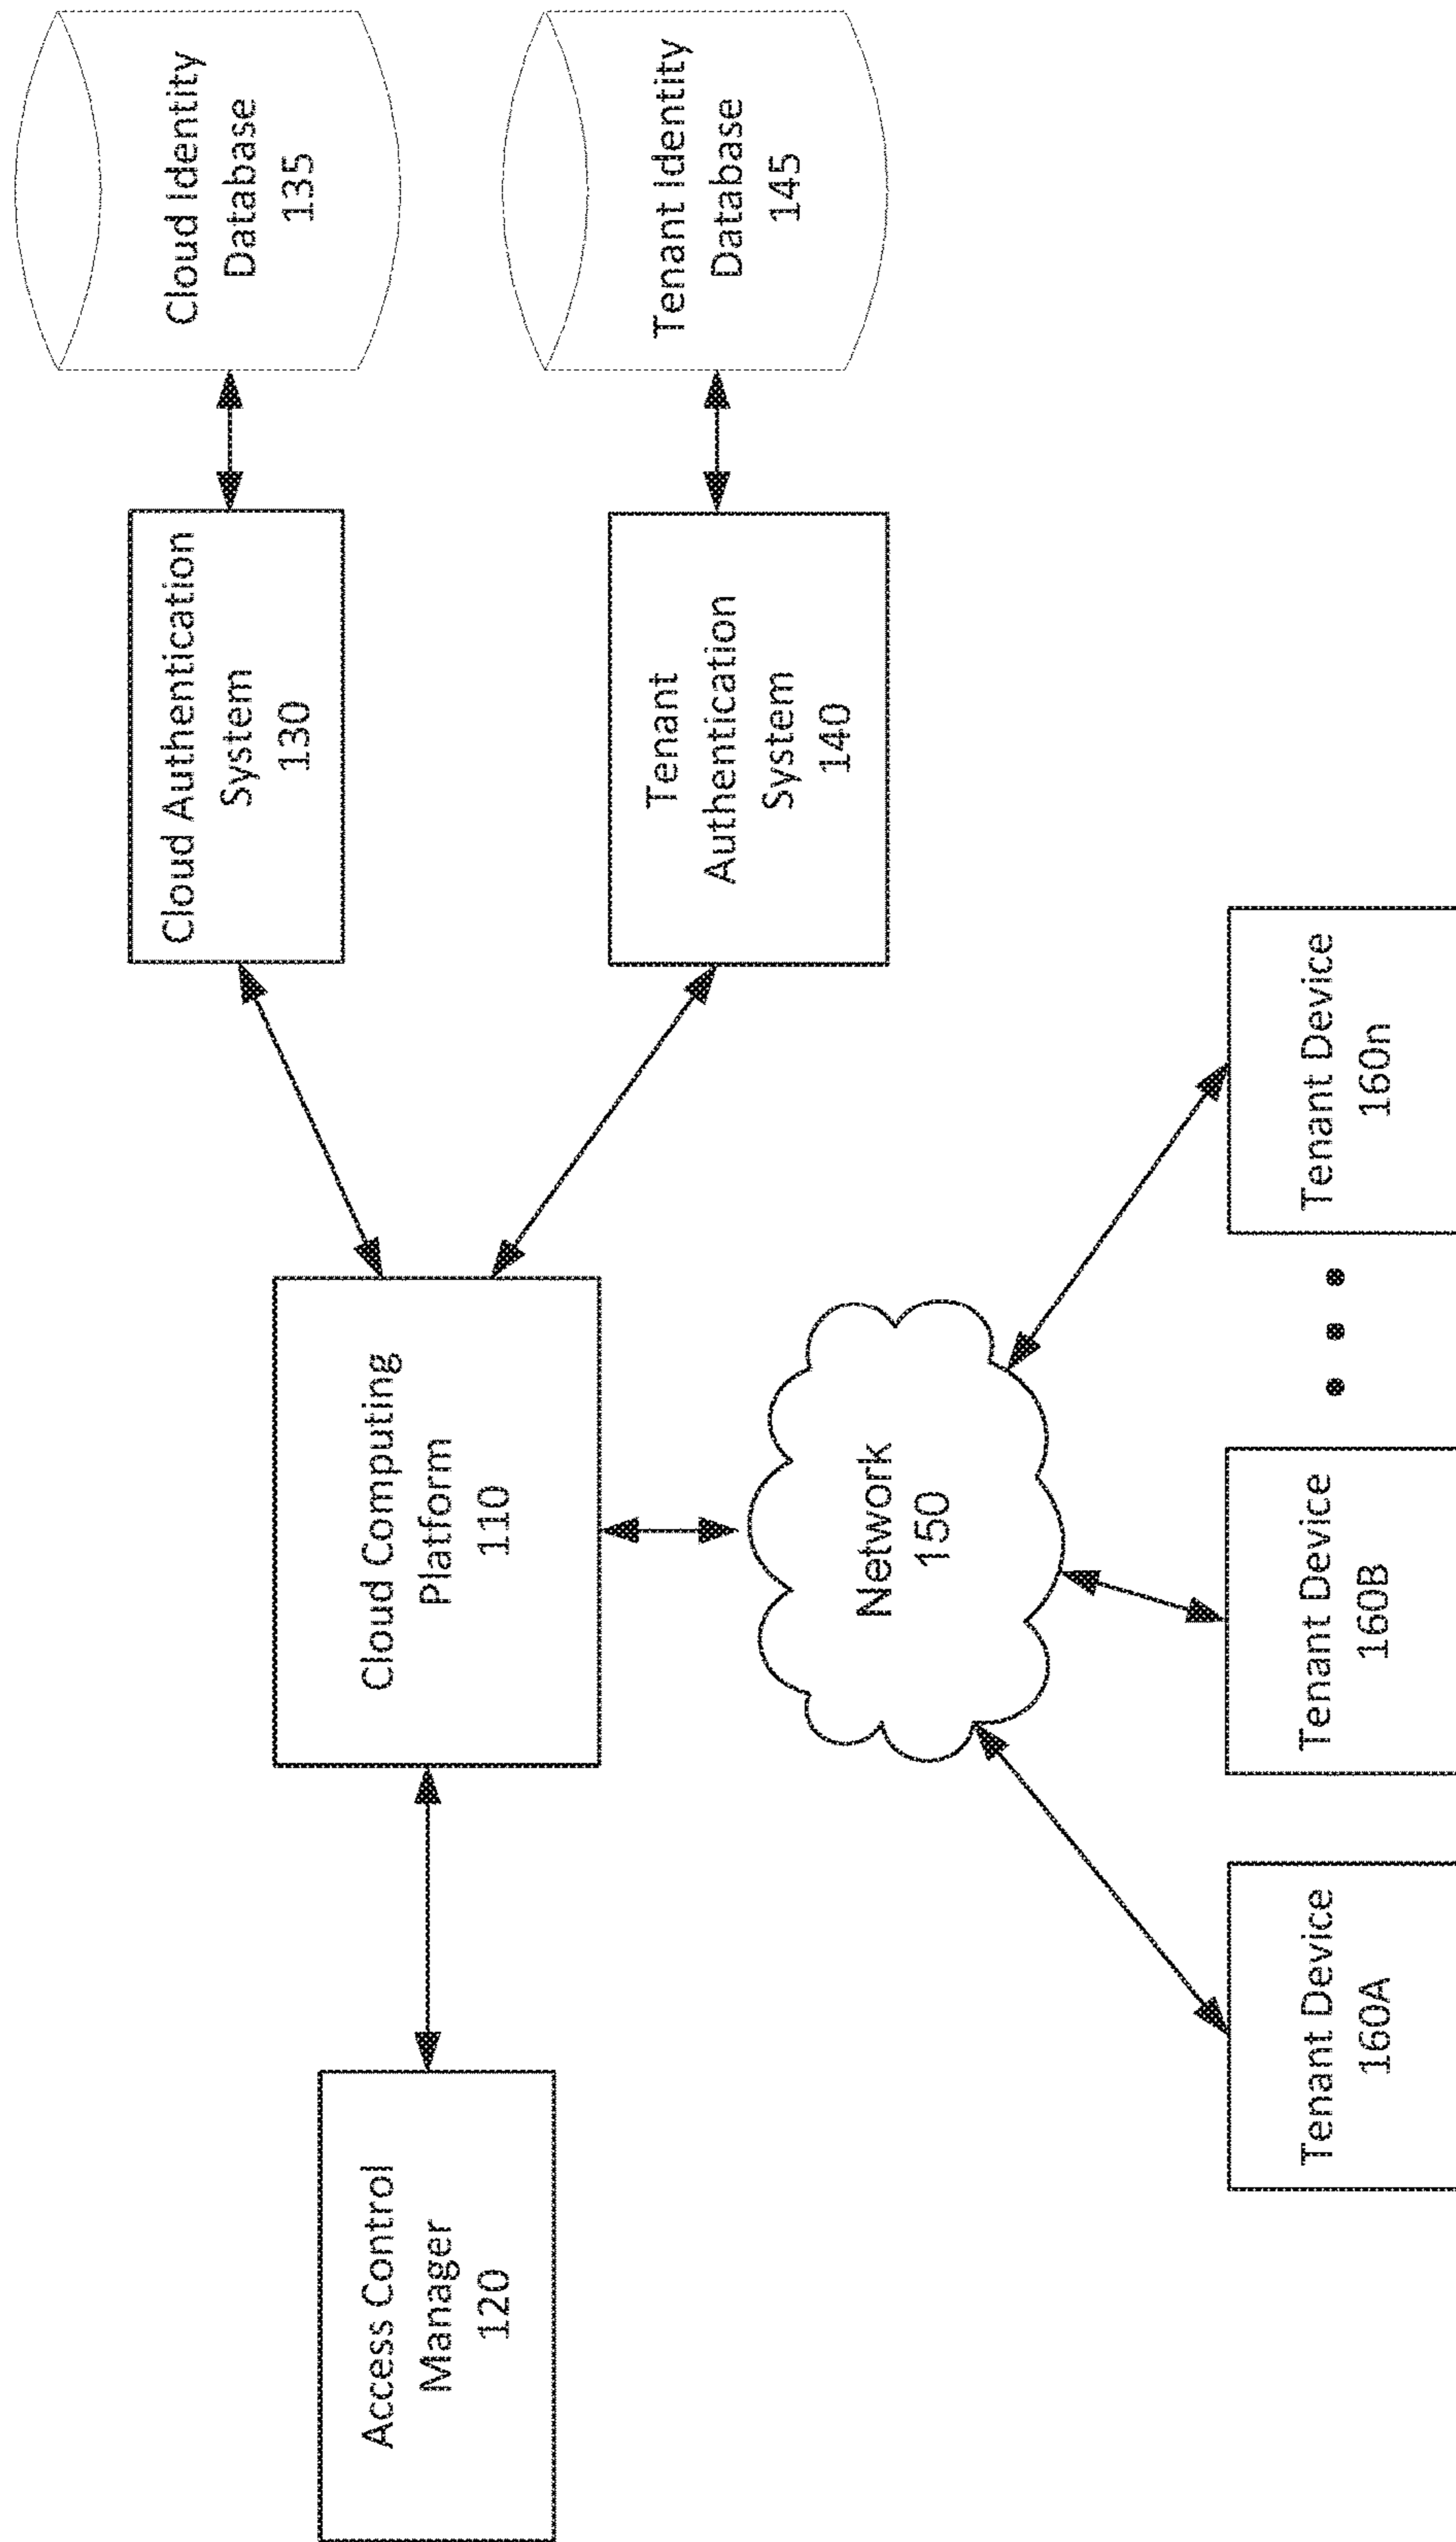 Cloud Identity
Database
135
Cloud Authentication
System
130
Tenant Identity
Database
145
Tenant
Authentication
System
140
Cloud Computing
Platform
110
Access Control
Manager
120
Network
150
Tenant Device
160A
Tenant Device
160B
Tenant Device
160n